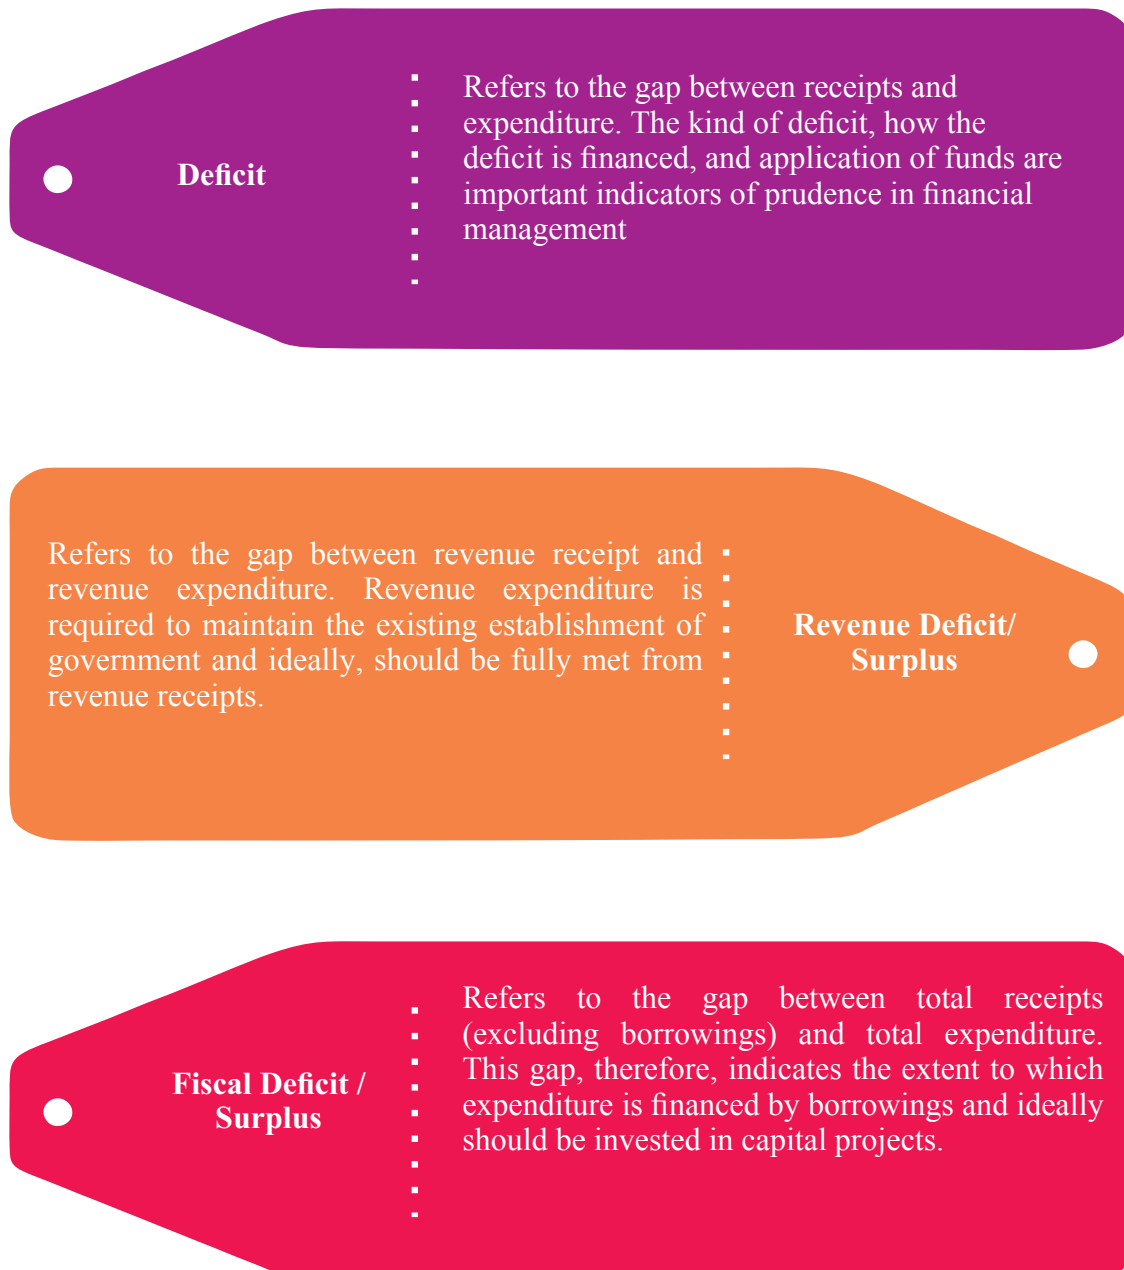 Deficit
Refers to the gap between receipts and
expenditure. The kind of deficit, how the
deficit is financed, and application of funds are
important indicators of prudence in financial
management
Refers to the gap between revenue receipt and
revenue expenditure. Revenue expenditure is
required to maintain the existing establishment of
government and ideally, should be fully met from
revenue receipts.
Revenue Deficit/
Surplus
Fiscal Deficit /
Surplus
Refers to the gap between total receipts
(excluding borrowings) and total expenditure.
This gap, therefore, indicates the extent to which
expenditure is financed by borrowings and ideally
should be invested in capital projects.